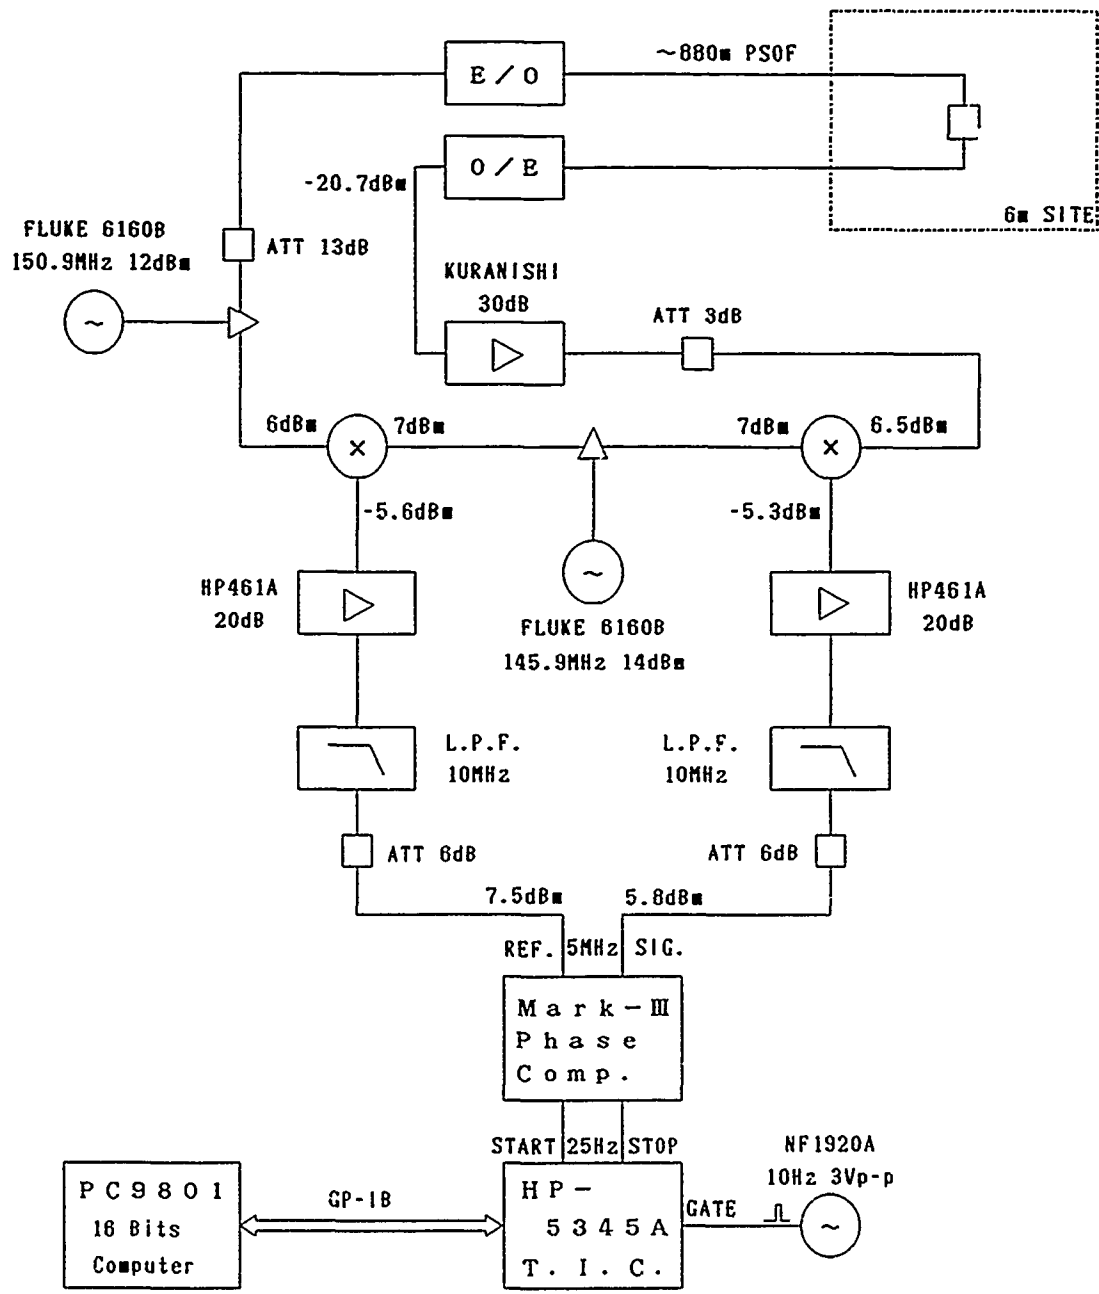 E/O
~880m PSOF
O/E
-20.7dBm
6m SITE
FLUKE 6160B
150.9MHz 12dBm
ATT 13dB
~
KURANISHI
30dB
ATT 3dB
6dBm
×
7dBm
7dBm
×
6.5dBm
-5.6dBm
-5.3dBm
HP461A
20dB
~
HP461A
20dB
FLUKE 6160B
145.9MHz 14dBm
L.P.F.
10MHz
L.P.F.
10MHz
ATT 6dB
ATT 6dB
7.5dBm
5.8dBm
REF. 5MHz SIG.
Mark-Ⅲ
Phase
Comp.
START 25Hz STOP
NF1920A
10Hz 3Vp-p
PC9801
16 Bits
Computer
GP-IB
HP-
5345A
T.I.C.
GATE
~